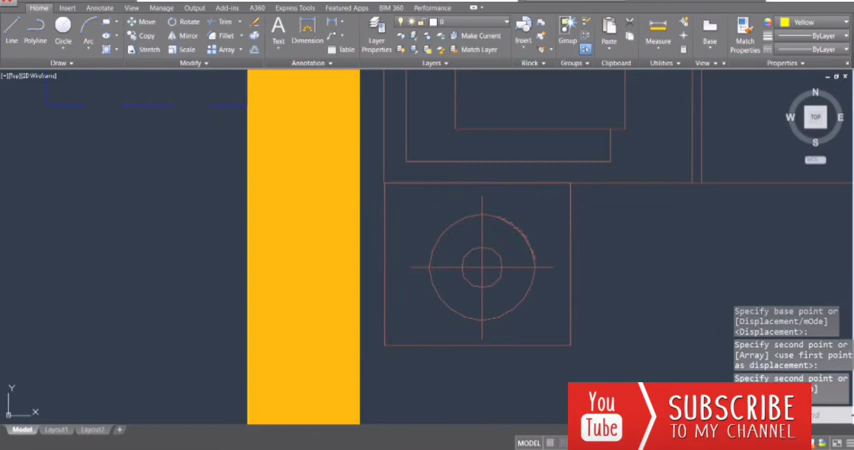 Home Insert Annotate View Manage Output Add-ins A360 Express Tools Featured Apps BIM 360 Performance
Line Polyline Circle Arc
Move Rotate Trim
Copy Mirror Fillet
Stretch Scale Array
Text Dimension Table
Layer Properties
0
Make Current
Match Layer
Insert Group Paste Measure Base
Match Properties
Yellow
ByLayer
ByLayer
Draw Modify Annotation Layers Block Groups Utilities Clipboard View Properties
[-][Top][2D Wireframe]
N
W TOP E
S
Specify base point or
[Displacement/mOde]
<Displacement>:
Specify second point or
[Array] <use first point
as displacement>:
Specify second point or
Y
X
Model Layout1 Layout2 +
MODEL
You
Tube
SUBSCRIBE
TO MY CHANNEL